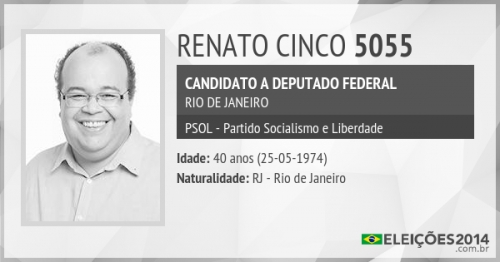 RENATO CINCO 5055
CANDIDATO A DEPUTADO FEDERAL
RIO DE JANEIRO
PSOL - Partido Socialismo e Liberdade
Idade: 40 anos (25-05-1974)
Naturalidade: RJ - Rio de Janeiro
ELEIÇÕES2014
.com.br